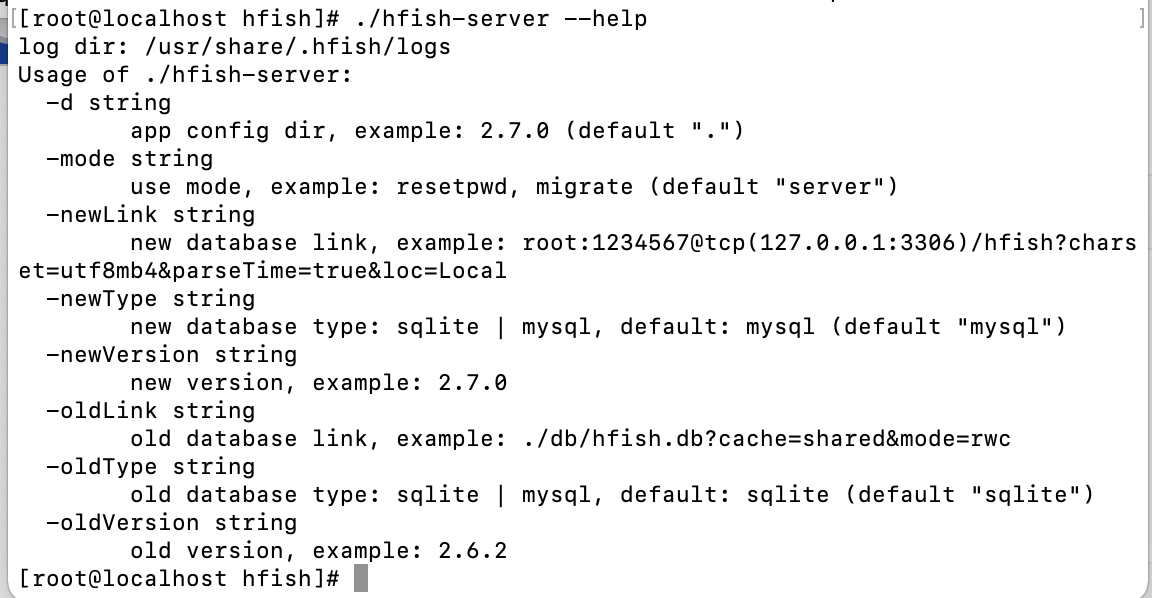 [[root@localhost hfish]# ./hfish-server --help ]
log dir: /usr/share/.hfish/logs
Usage of ./hfish-server:
  -d string
        app config dir, example: 2.7.0 (default ".")
  -mode string
        use mode, example: resetpwd, migrate (default "server")
  -newLink string
        new database link, example: root:1234567@tcp(127.0.0.1:3306)/hfish?chars
et=utf8mb4&parseTime=true&loc=Local
  -newType string
        new database type: sqlite | mysql, default: mysql (default "mysql")
  -newVersion string
        new version, example: 2.7.0
  -oldLink string
        old database link, example: ./db/hfish.db?cache=shared&mode=rwc
  -oldType string
        old database type: sqlite | mysql, default: sqlite (default "sqlite")
  -oldVersion string
        old version, example: 2.6.2
[root@localhost hfish]#